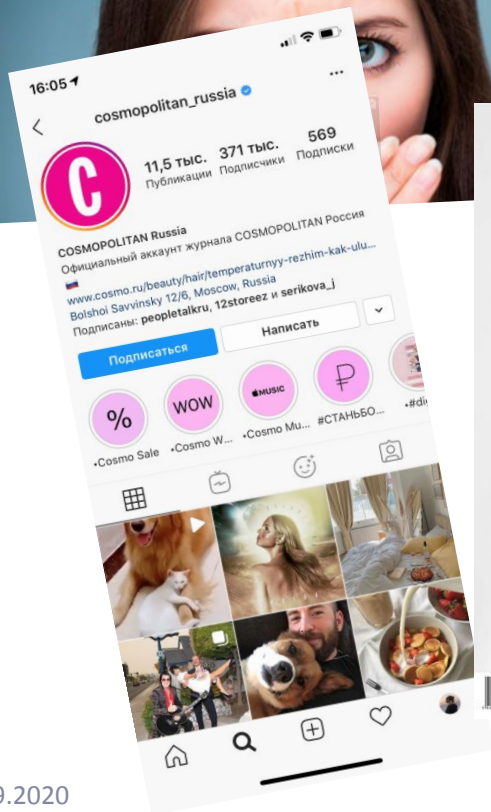 16:05
cosmopolitan_russia
C
11,5 тыс. 371 тыс. 569
Публикации Подписчики Подписки
COSMOPOLITAN Russia
Официальный аккаунт журнала COSMOPOLITAN Россия
www.cosmo.ru/beauty/hair/temperaturnyy-rezhim-kak-ulu...
Bolshoi Savvinsky 12/6, Moscow, Russia
Подписаны: peopletalkru, 12storeez и serikova_j
Подписаться Написать
% WOW MUSIC ₽
•Cosmo Sale •Cosmo W... •Cosmo Mu... #СТАНЬБО... •#di
9.2020